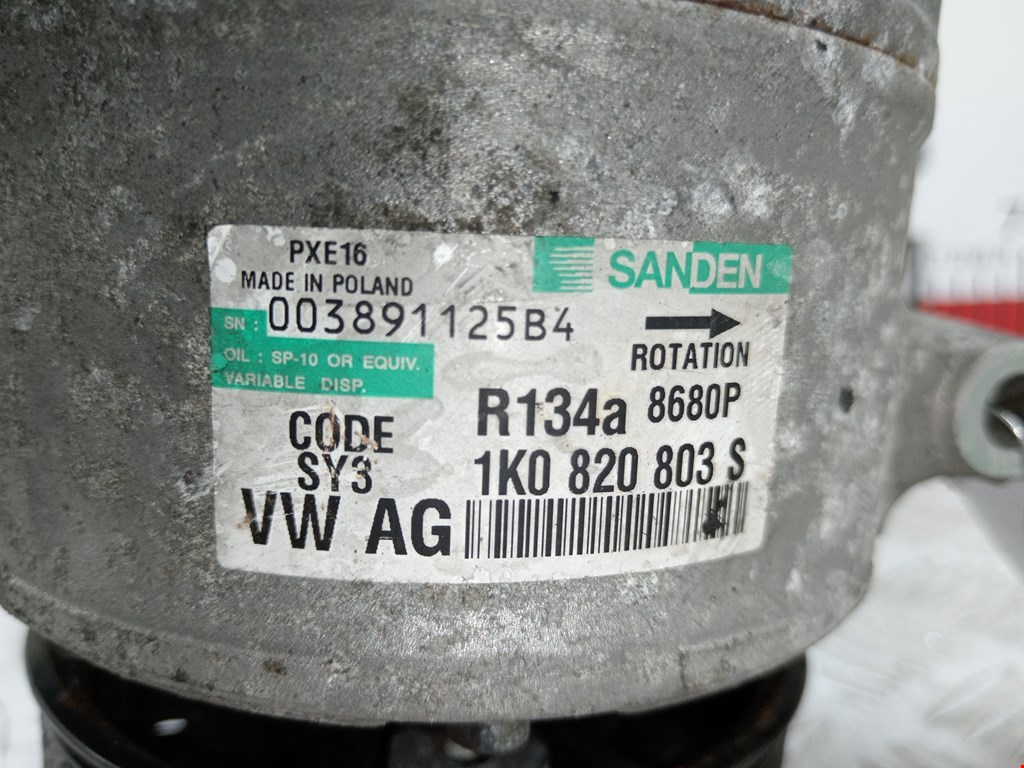 PXE16
MADE IN POLAND
SANDEN
SN : 003891125B4
ROTATION
OIL : SP-10 OR EQUIV.
VARIABLE DISP.
R134a 8680P
CODE
SY3
1K0 820 803 S
VW AG